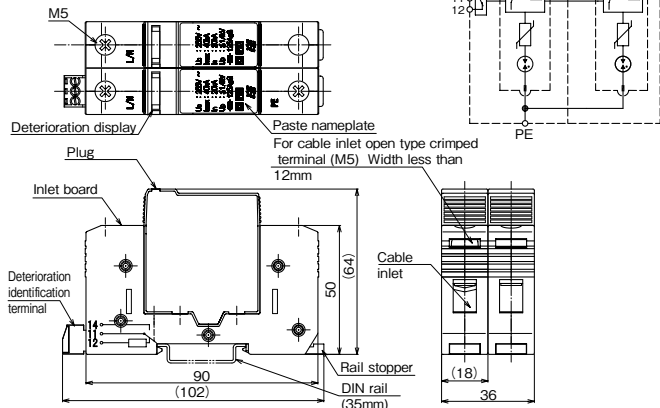 M5
L/N
L/N
PE
12
PE
Deterioration display
Paste nameplate
For cable inlet open type crimped
terminal (M5) Width less than
12mm
Plug
Inlet board
Deterioration
identification
terminal
14
11
12
Cable
inlet
50
(64)
90
(102)
Rail stopper
DIN rail
(35mm)
(18)
36